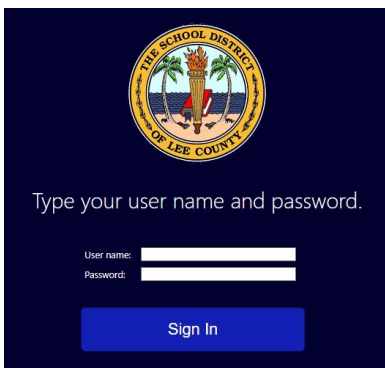 THE SCHOOL DISTRICT
OF LEE COUNTY
Type your user name and password.
User name:
Password:
Sign In